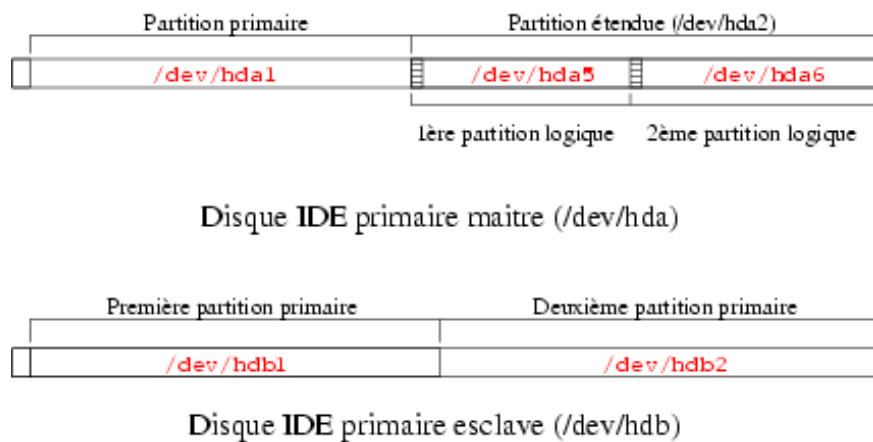 Partition primaire Partition étendue (/dev/hda2)
/dev/hda1 /dev/hda5 /dev/hda6
1ère partition logique 2ème partition logique
Disque IDE primaire maitre (/dev/hda)
Première partition primaire Deuxième partition primaire
/dev/hdb1 /dev/hdb2
Disque IDE primaire esclave (/dev/hdb)